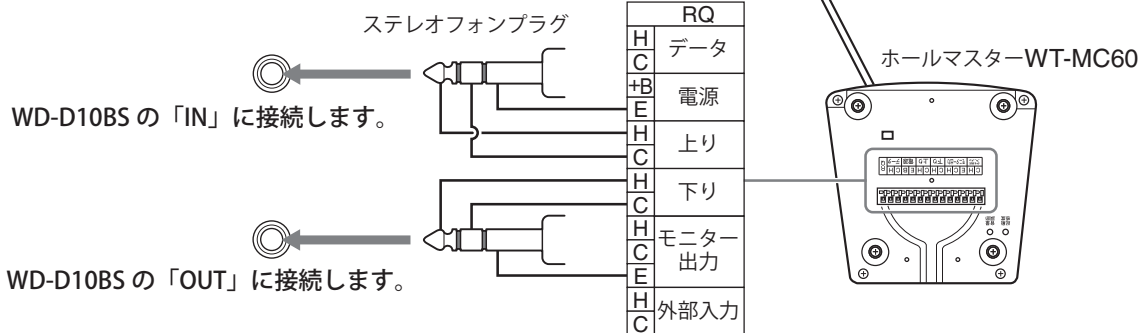 ステレオフォンプラグ
WD-D10BS の「IN」に接続します。
WD-D10BS の「OUT」に接続します。
RQ
H
C
データ
+B
E
電源
H
C
上り
H
C
下り
H
C
E
モニター
出力
H
C
外部入力
ホールマスターWT-MC60